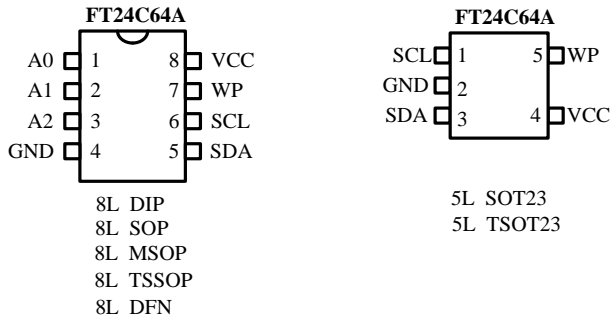 FT24C64A
A0 1 8 VCC
A1 2 7 WP
A2 3 6 SCL
GND 4 5 SDA
8L DIP
8L SOP
8L MSOP
8L TSSOP
8L DFN
FT24C64A
SCL 1 5 WP
GND 2
SDA 3 4 VCC
5L SOT23
5L TSOT23